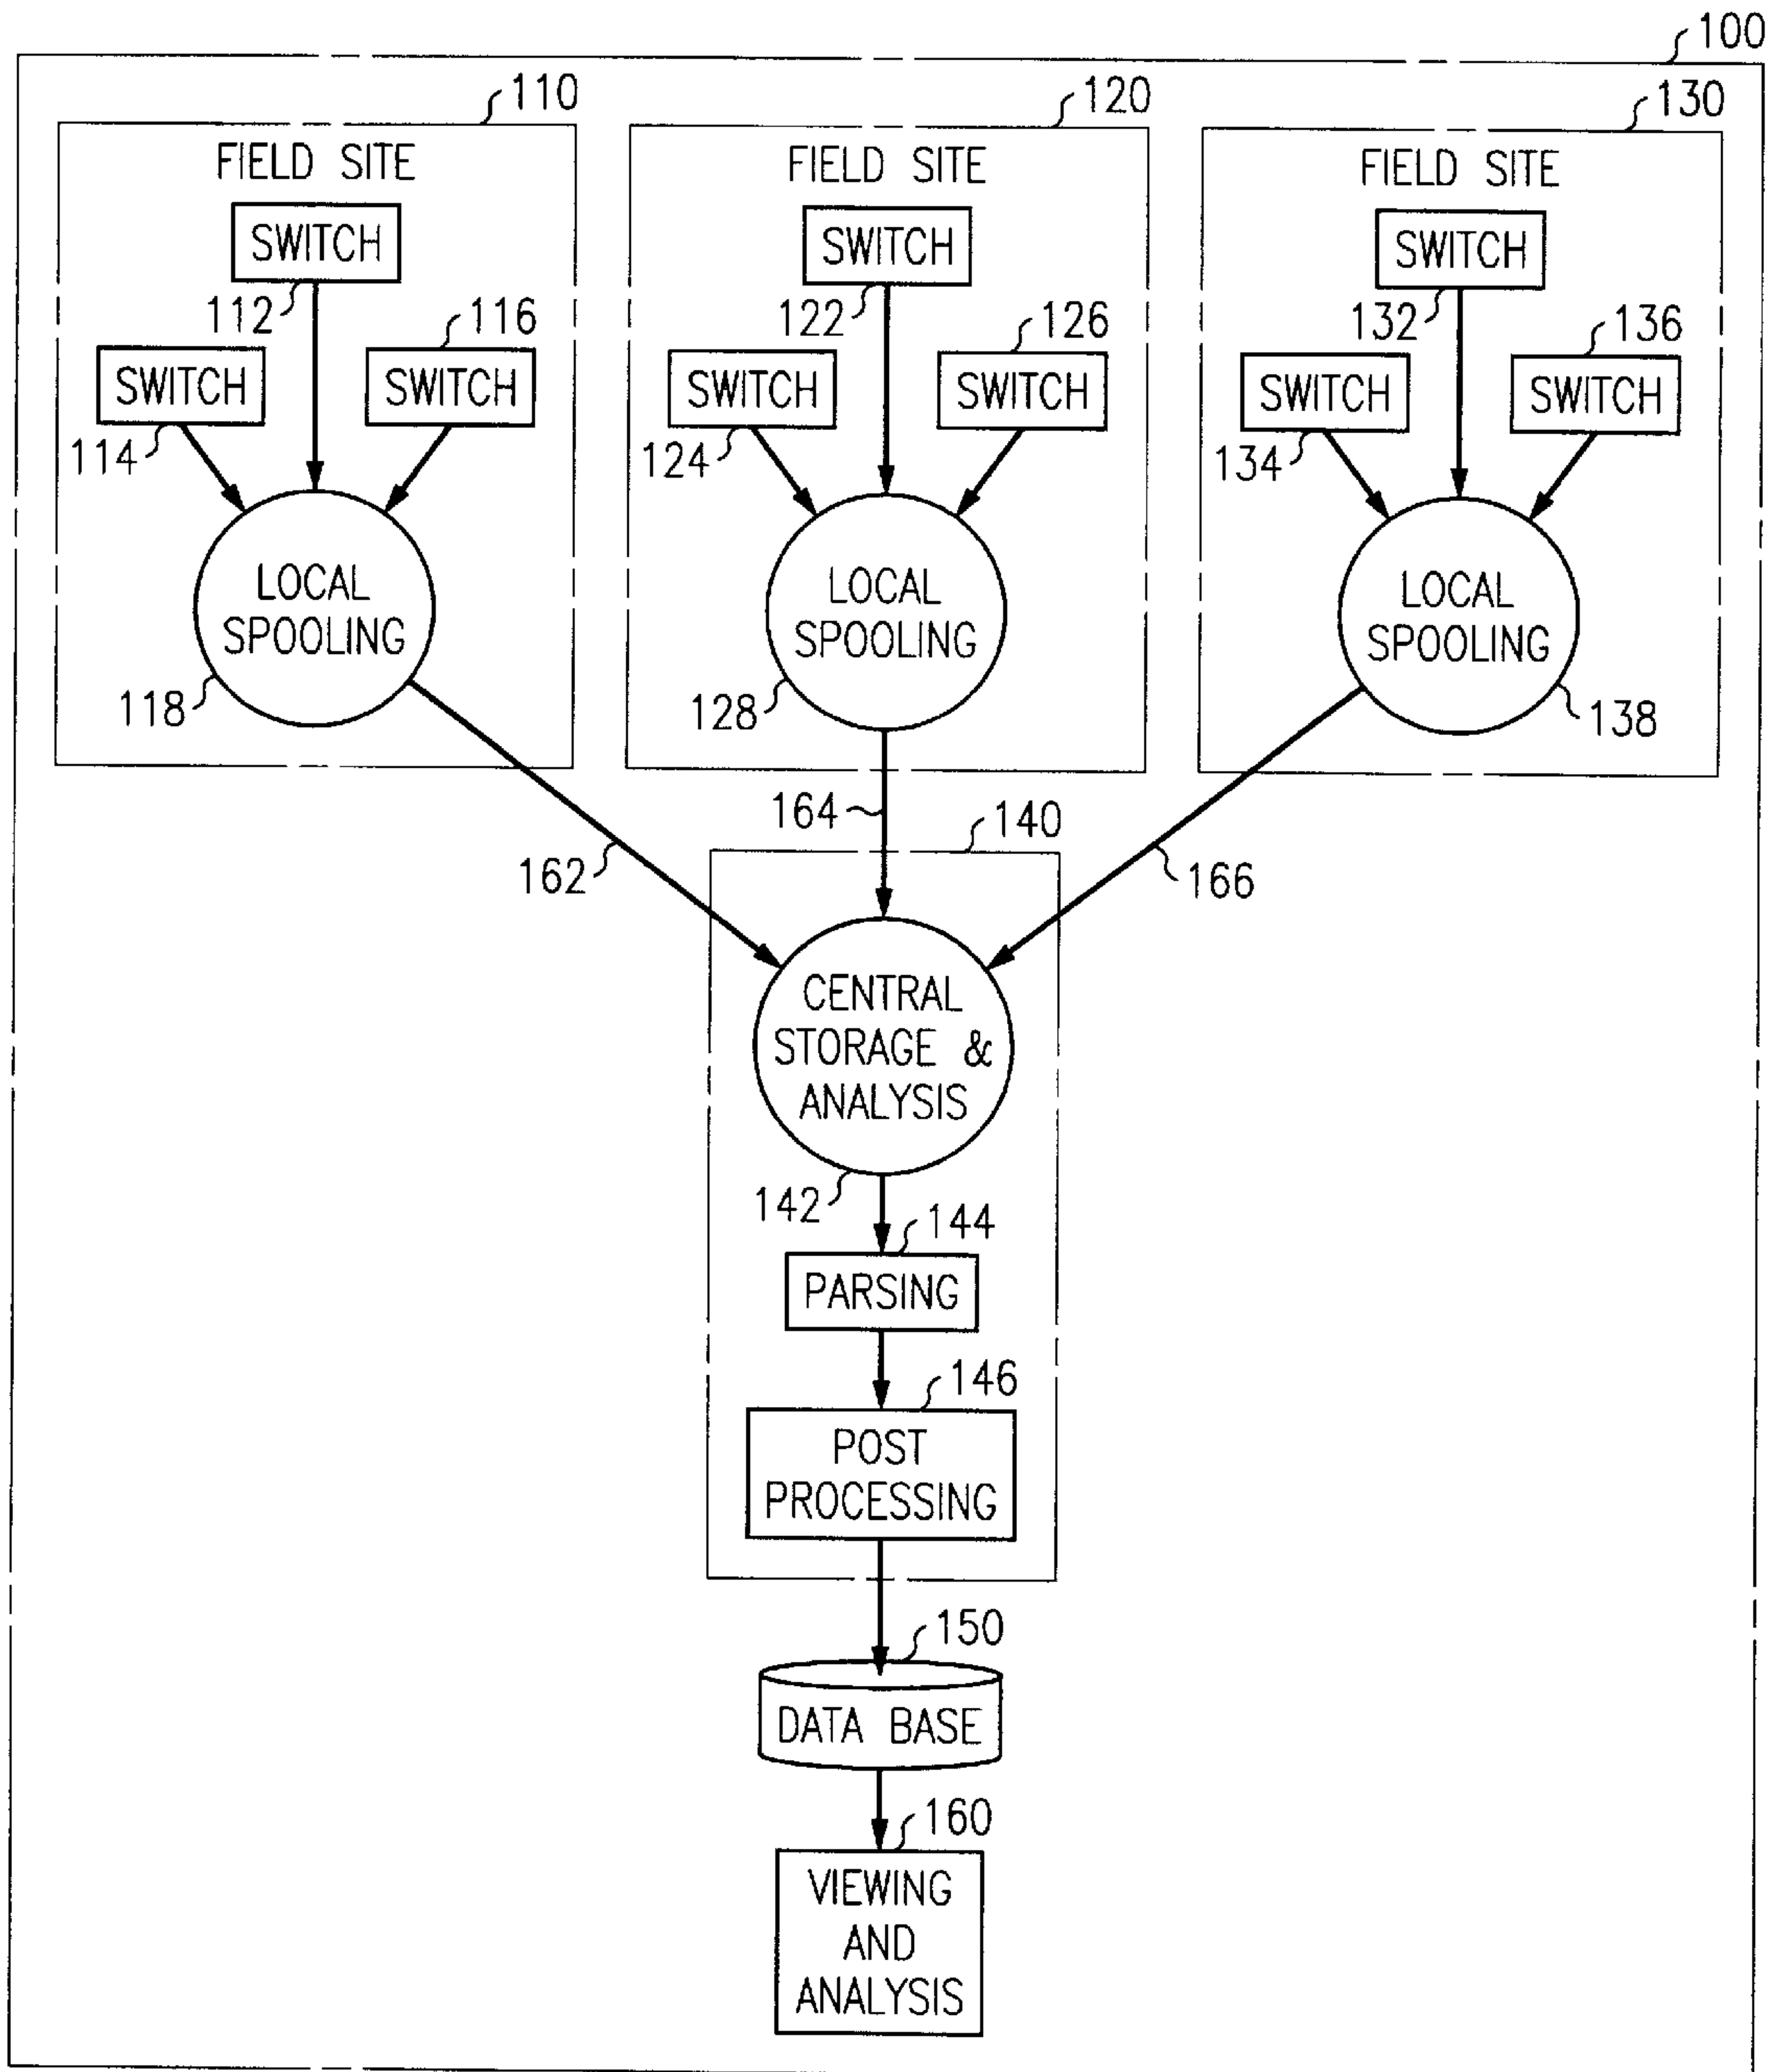 100
110
120
130
FIELD SITE
FIELD SITE
FIELD SITE
SWITCH
SWITCH
SWITCH
112
116
122
126
132
136
SWITCH
SWITCH
SWITCH
SWITCH
SWITCH
SWITCH
114
124
134
LOCAL
SPOOLING
LOCAL
SPOOLING
LOCAL
SPOOLING
118
128
138
164
140
162
166
CENTRAL
STORAGE &
ANALYSIS
142
144
PARSING
146
POST
PROCESSING
150
DATA BASE
160
VIEWING
AND
ANALYSIS